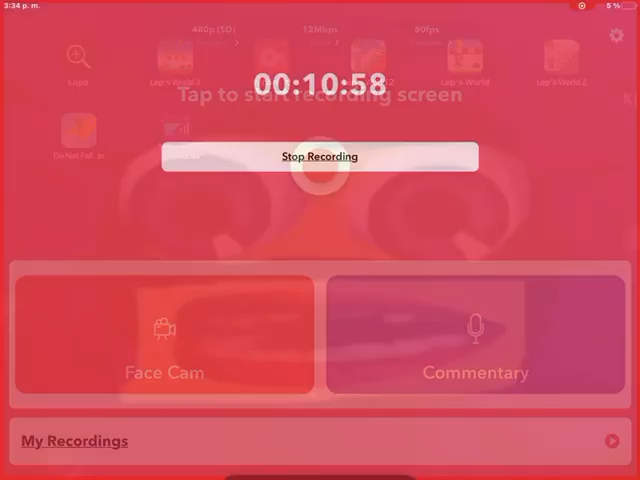 3:34 p. m.
5 %
480p (SD)
12Mbps
60fps
Lupa
Lep's World 3
Lep's World
Lep's World Z
00:10:58
Tap to start recording screen
Stop Recording
Do Not Fall .io
Face Cam
Commentary
My Recordings